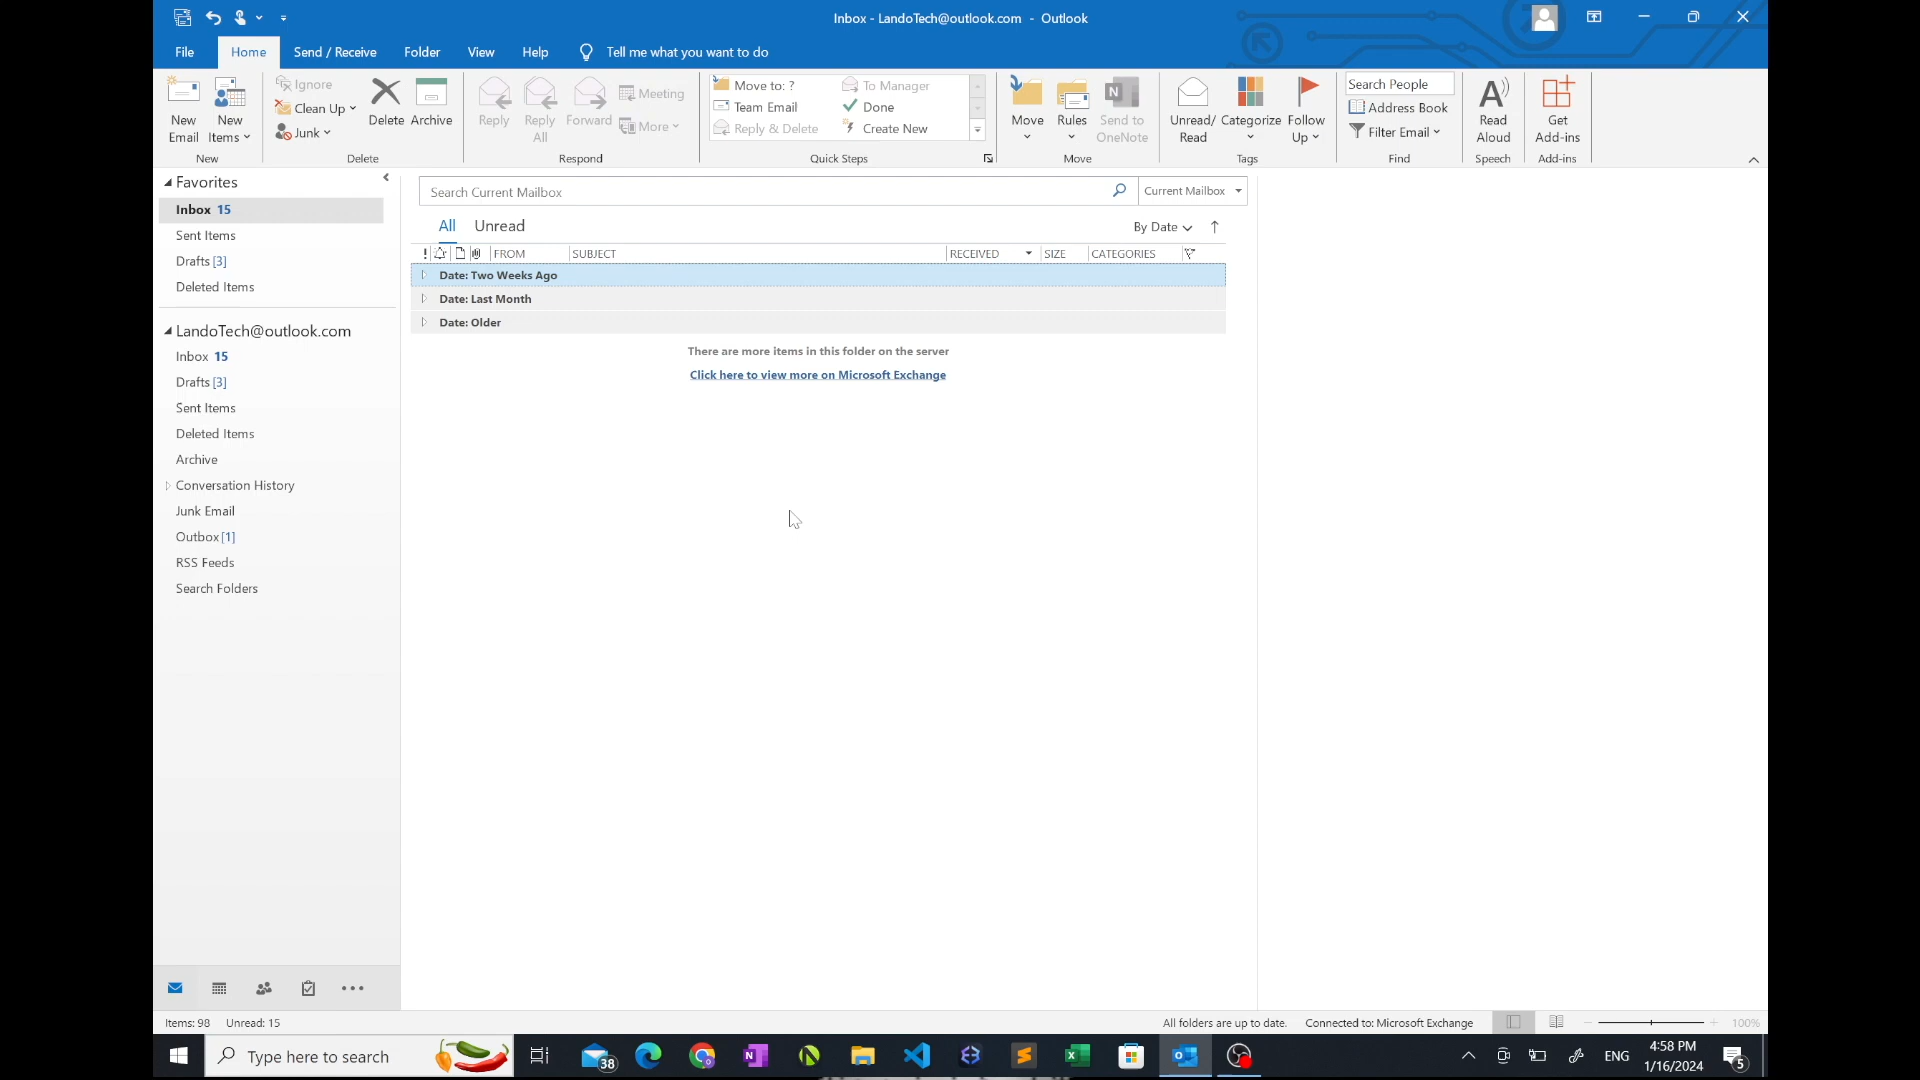 Inbox - LandoTech@outlook.com - Outlook
File Home Send / Receive Folder View Help Tell me what you want to do
New Email
New Items
New
Ignore
Clean Up
Junk
Delete
Archive
Delete
Reply
Reply All
Forward
Meeting
More
Respond
Move to: ?
Team Email
Reply & Delete
To Manager
Done
Create New
Quick Steps
Move
Rules
Send to OneNote
Move
Unread/ Read
Categorize
Follow Up
Tags
Search People
Address Book
Filter Email
Find
Read Aloud
Speech
Get Add-ins
Add-ins
Favorites
Inbox 15
Sent Items
Drafts [3]
Deleted Items
LandoTech@outlook.com
Inbox 15
Drafts [3]
Sent Items
Deleted Items
Archive
Conversation History
Junk Email
Outbox [1]
RSS Feeds
Search Folders
Search Current Mailbox
Current Mailbox
All Unread
By Date
FROM SUBJECT RECEIVED SIZE CATEGORIES
Date: Two Weeks Ago
Date: Last Month
Date: Older
There are more items in this folder on the server
Click here to view more on Microsoft Exchange
Items: 98 Unread: 15
All folders are up to date. Connected to: Microsoft Exchange
100%
Type here to search
38
ENG
4:58 PM
1/16/2024
5